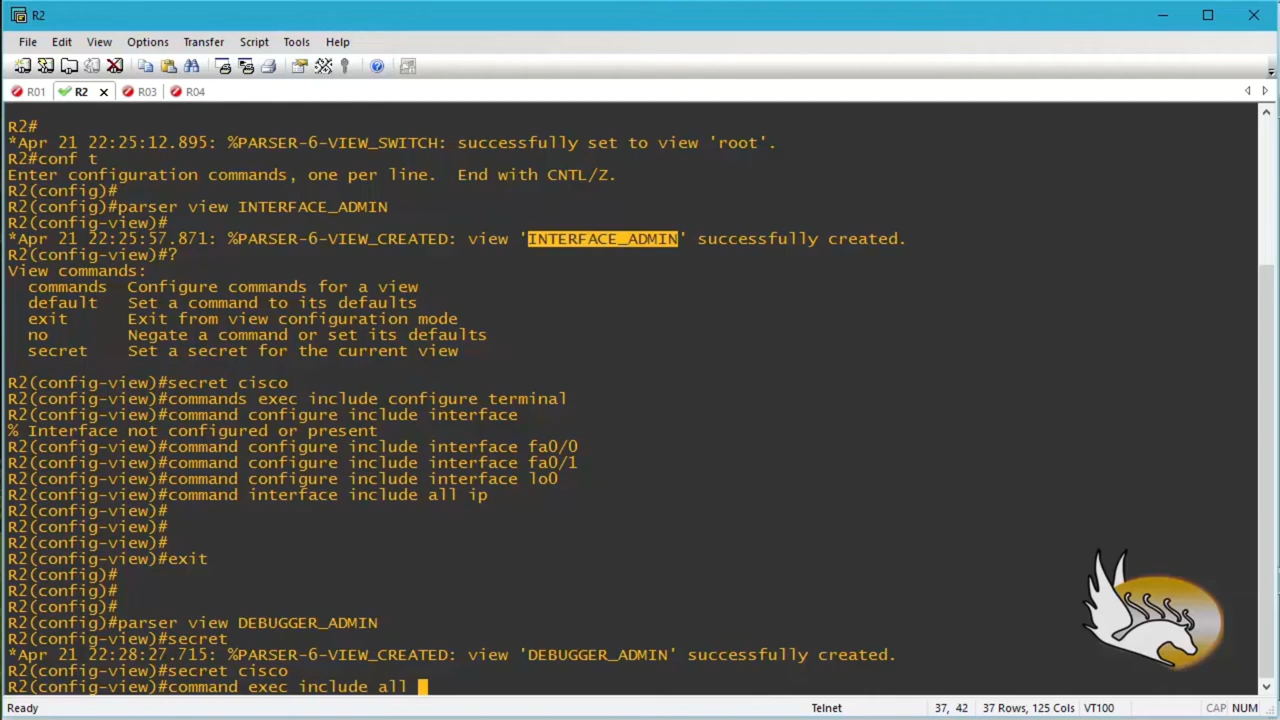 R2
File Edit View Options Transfer Script Tools Help
R01 R2 x R03 R04
R2#
*Apr 21 22:25:12.895: %PARSER-6-VIEW_SWITCH: successfully set to view 'root'.
R2#conf t
Enter configuration commands, one per line.  End with CNTL/Z.
R2(config)#
R2(config)#parser view INTERFACE_ADMIN
R2(config-view)#
*Apr 21 22:25:57.871: %PARSER-6-VIEW_CREATED: view 'INTERFACE_ADMIN' successfully created.
R2(config-view)#?
View commands:
  commands  Configure commands for a view
  default   Set a command to its defaults
  exit      Exit from view configuration mode
  no        Negate a command or set its defaults
  secret    Set a secret for the current view
R2(config-view)#secret cisco
R2(config-view)#commands exec include configure terminal
R2(config-view)#command configure include interface
% Interface not configured or present
R2(config-view)#command configure include interface fa0/0
R2(config-view)#command configure include interface fa0/1
R2(config-view)#command configure include interface lo0
R2(config-view)#command interface include all ip
R2(config-view)#
R2(config-view)#
R2(config-view)#
R2(config-view)#exit
R2(config)#
R2(config)#
R2(config)#
R2(config)#parser view DEBUGGER_ADMIN
R2(config-view)#secret
*Apr 21 22:28:27.715: %PARSER-6-VIEW_CREATED: view 'DEBUGGER_ADMIN' successfully created.
R2(config-view)#secret cisco
R2(config-view)#command exec include all
Ready Telnet 37, 42 37 Rows, 125 Cols VT100 CAP NUM